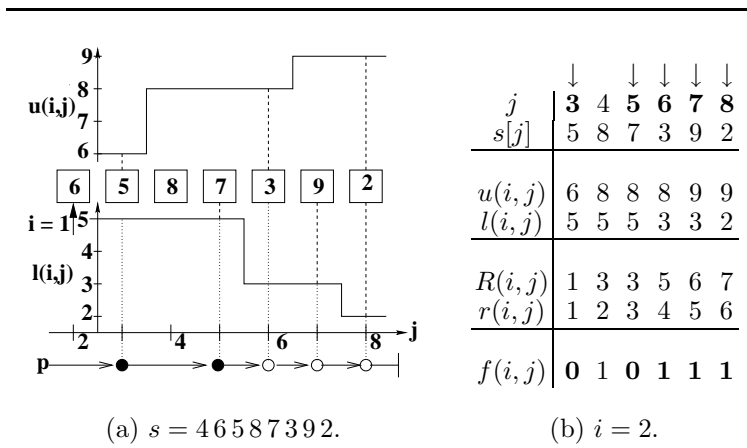 9
8
u(i,j)
7
6
6 5 8 7 3 9 2
i = 1
5
4
l(i,j)
3
2
j
2 4 6 8
p
(a) s = 4 6 5 8 7 3 9 2.
↓ ↓ ↓ ↓ ↓
j 3 4 5 6 7 8
s[j] 5 8 7 3 9 2
u(i, j) 6 8 8 8 9 9
l(i, j) 5 5 5 3 3 2
R(i, j) 1 3 3 5 6 7
r(i, j) 1 2 3 4 5 6
f(i, j) 0 1 0 1 1 1
(b) i = 2.